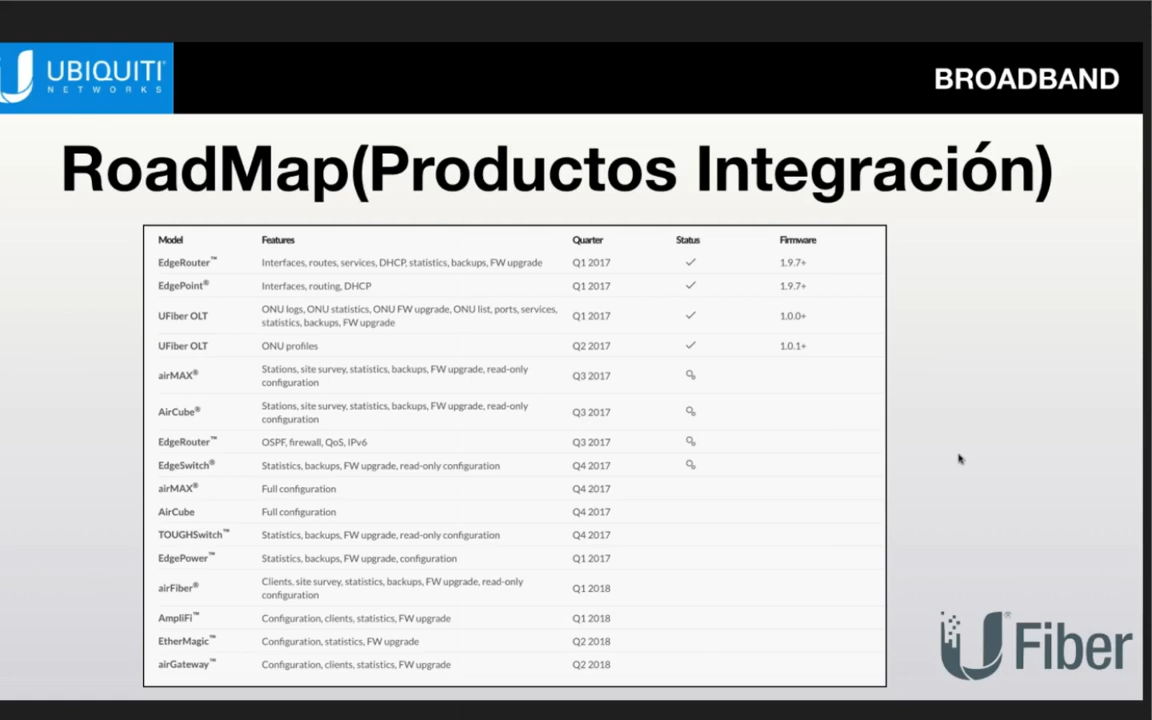 UBIQUITI®
NETWORKS
BROADBAND
RoadMap(Productos Integración)
Model Features Quarter Status Firmware
EdgeRouter™ Interfaces, routes, services, DHCP, statistics, backups, FW upgrade Q1 2017 ✓ 1.9.7+
EdgePoint® Interfaces, routing, DHCP Q1 2017 ✓ 1.9.7+
UFiber OLT ONU logs, ONU statistics, ONU FW upgrade, ONU list, ports, services,
statistics, backups, FW upgrade Q1 2017 ✓ 1.0.0+
UFiber OLT ONU profiles Q2 2017 ✓ 1.0.1+
airMAX® Stations, site survey, statistics, backups, FW upgrade, read-only
configuration Q3 2017
AirCube® Stations, site survey, statistics, backups, FW upgrade, read-only
configuration Q3 2017
EdgeRouter™ OSPF, firewall, QoS, IPv6 Q3 2017
EdgeSwitch® Statistics, backups, FW upgrade, read-only configuration Q4 2017
airMAX® Full configuration Q4 2017
AirCube Full configuration Q4 2017
TOUGHSwitch™ Statistics, backups, FW upgrade, read-only configuration Q4 2017
EdgePower™ Statistics, backups, FW upgrade, configuration Q1 2017
airFiber® Clients, site survey, statistics, backups, FW upgrade, read-only
configuration Q1 2018
AmpliFi™ Configuration, clients, statistics, FW upgrade Q1 2018
EtherMagic™ Configuration, statistics, FW upgrade Q2 2018
airGateway™ Configuration, clients, statistics, FW upgrade Q2 2018
U® Fiber